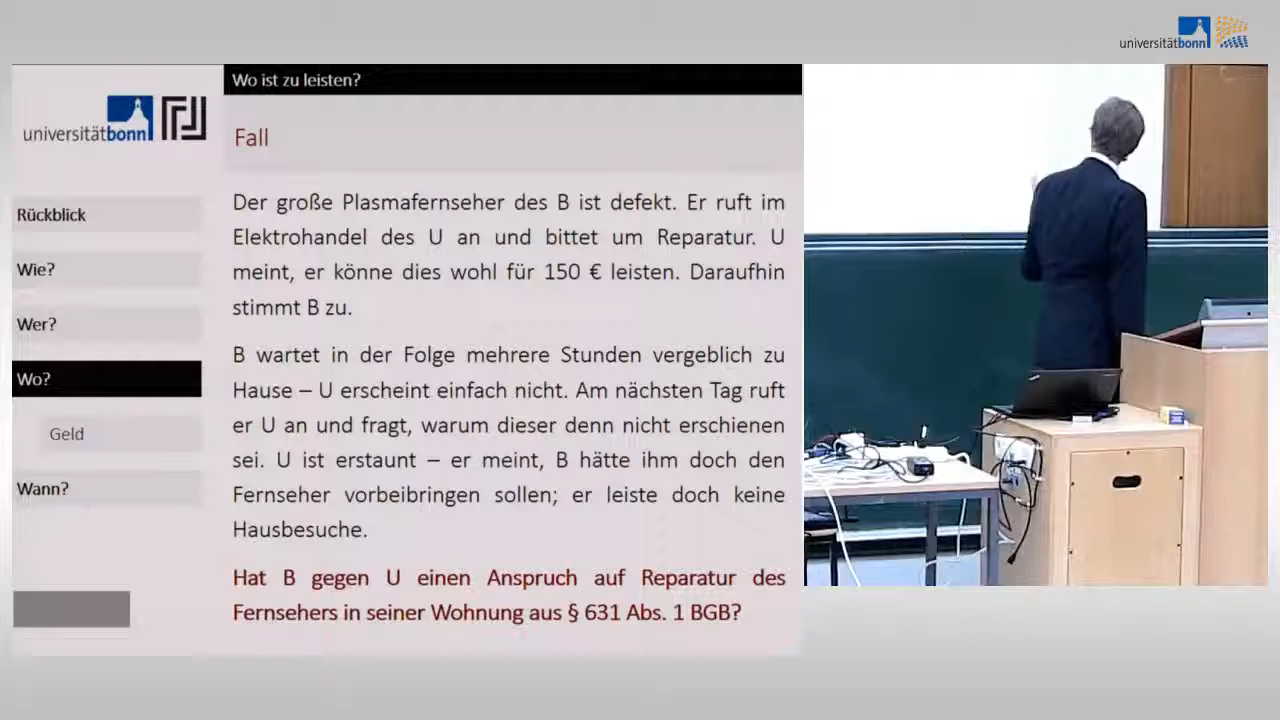 universitätbonn
Wo ist zu leisten?
universitätbonn
Fall
Der große Plasmafernseher des B ist defekt. Er ruft im
Elektrohandel des U an und bittet um Reparatur. U
meint, er könne dies wohl für 150 € leisten. Daraufhin
stimmt B zu.
B wartet in der Folge mehrere Stunden vergeblich zu
Hause – U erscheint einfach nicht. Am nächsten Tag ruft
er U an und fragt, warum dieser denn nicht erschienen
sei. U ist erstaunt – er meint, B hätte ihm doch den
Fernseher vorbeibringen sollen; er leiste doch keine
Hausbesuche.
Hat B gegen U einen Anspruch auf Reparatur des
Fernsehers in seiner Wohnung aus § 631 Abs. 1 BGB?
Rückblick
Wie?
Wer?
Wo?
Geld
Wann?